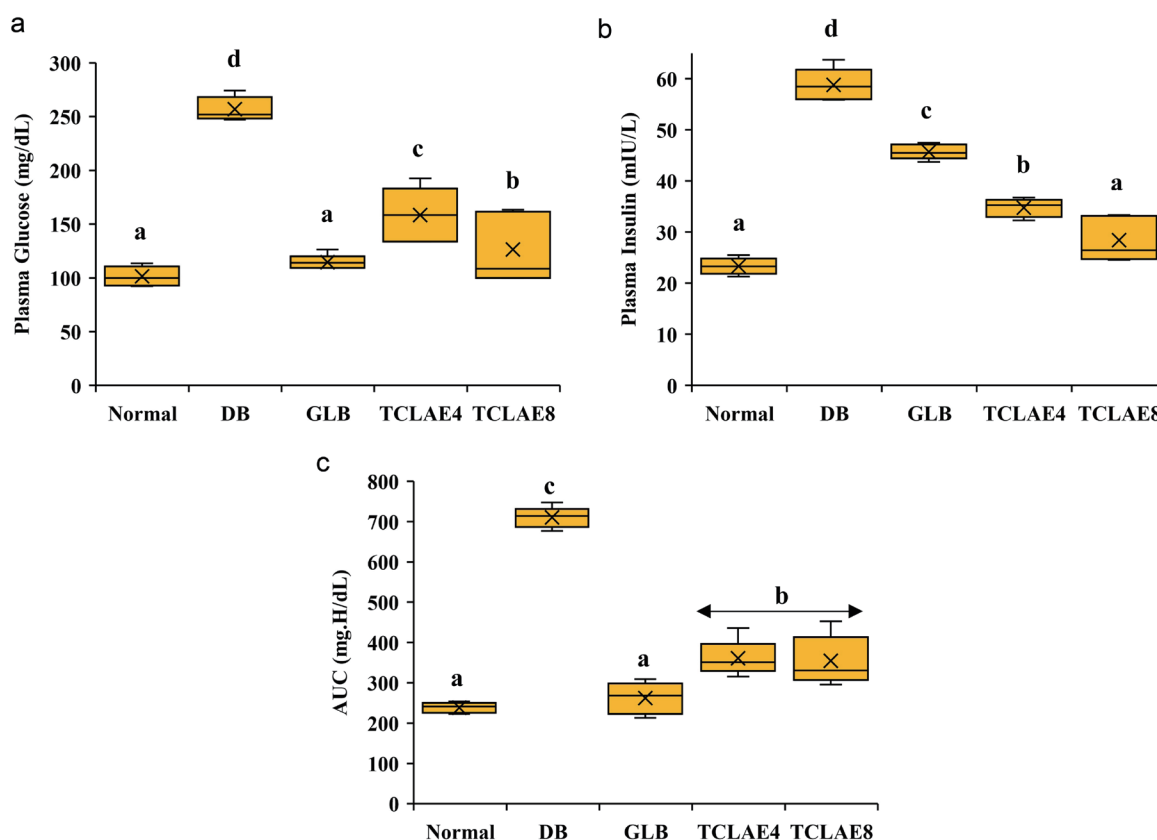 a
Plasma Glucose (mg/dL)
300
250
200
150
100
50
0
a
d
a
c
b
Normal DB GLB TCLAE4 TCLAE8
b
Plasma Insulin (mIU/L)
60
50
40
30
20
10
0
a
d
c
b
a
Normal DB GLB TCLAE4 TCLAE8
c
AUC (mg.H/dL)
800
700
600
500
400
300
200
100
0
a
c
a
b
Normal DB GLB TCLAE4 TCLAE8